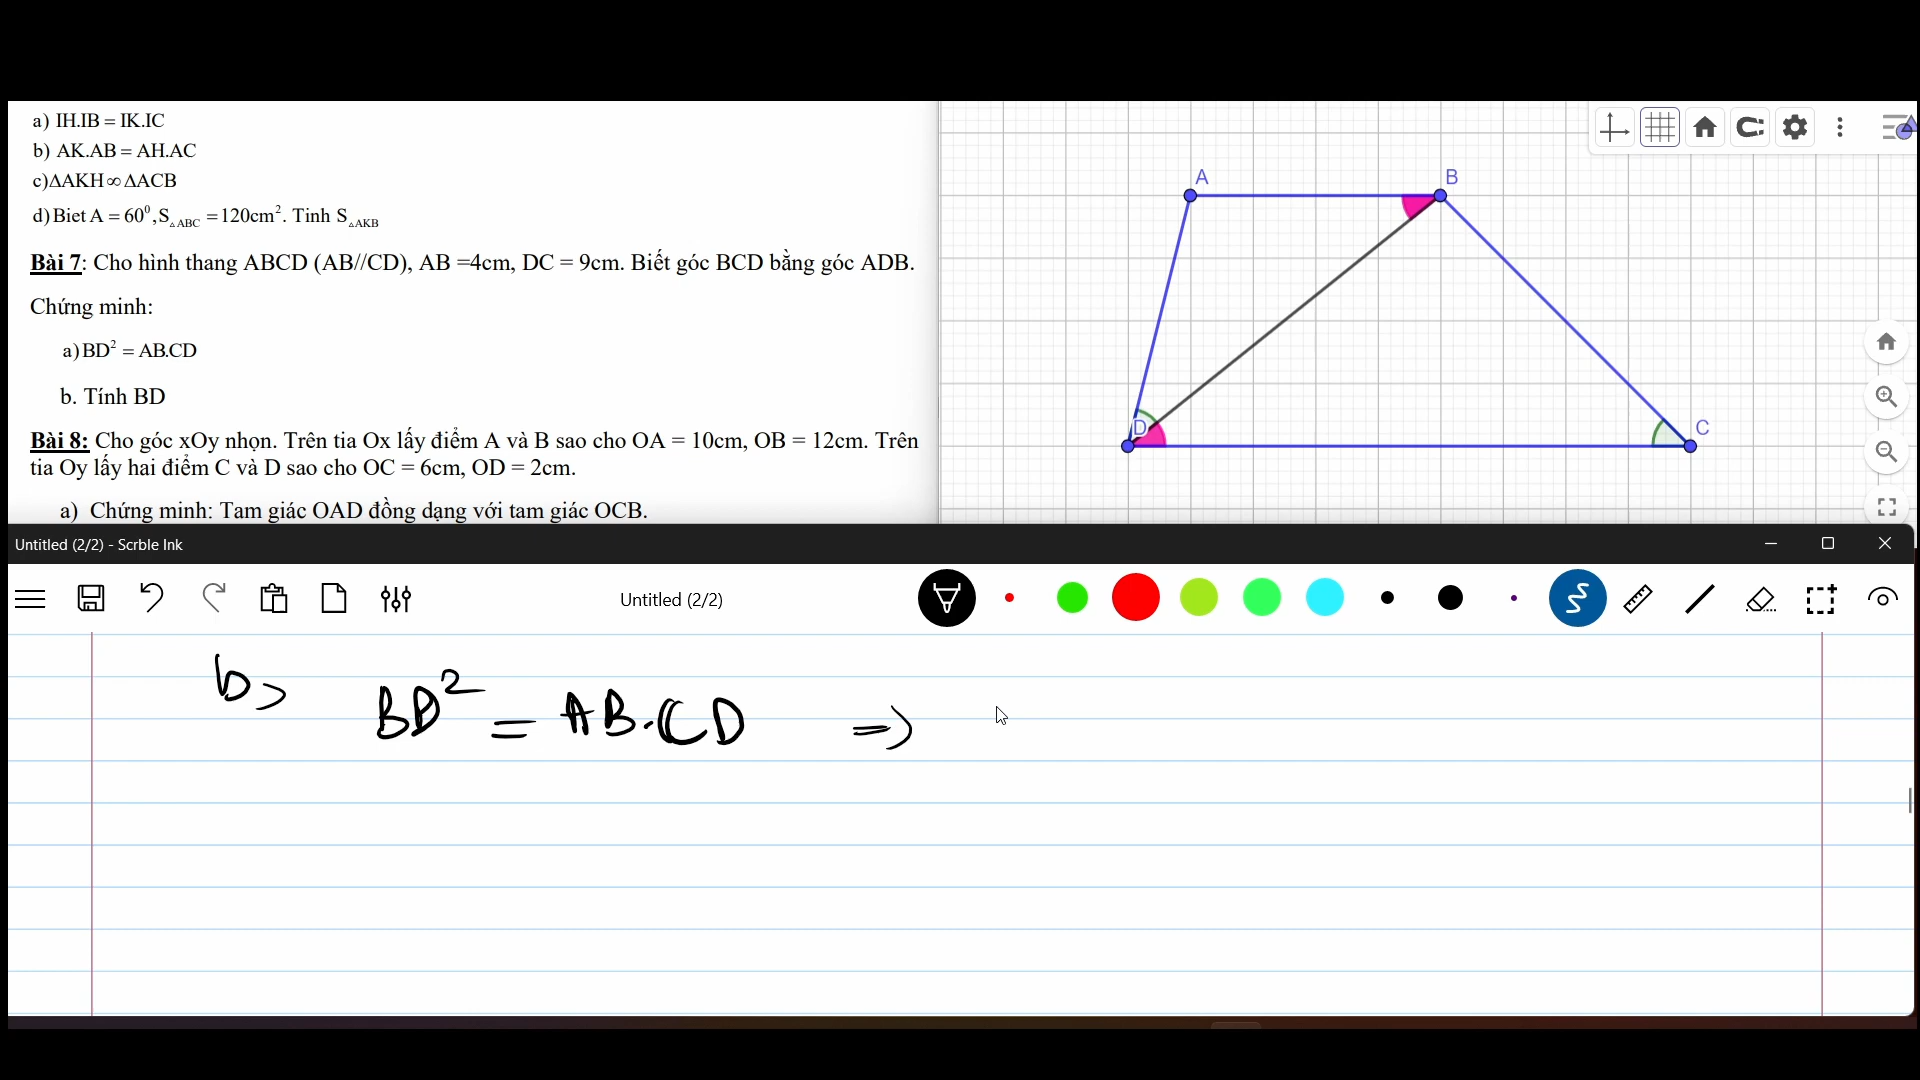 a) IH.IB = IK.IC
b) AK.AB = AH.AC
c)ΔAKH∞ΔACB
d)Biet A = 60⁰,S△ABC = 120cm². Tinh S△AKB
Bài 7: Cho hình thang ABCD (AB//CD), AB =4cm, DC = 9cm. Biết góc BCD bằng góc ADB.
Chứng minh:
a)BD² = AB.CD
b. Tính BD
Bài 8: Cho góc xOy nhọn. Trên tia Ox lấy điểm A và B sao cho OA = 10cm, OB = 12cm. Trên
tia Oy lấy hai điểm C và D sao cho OC = 6cm, OD = 2cm.
a) Chứng minh: Tam giác OAD đồng dạng với tam giác OCB.
A
B
D
C
Untitled (2/2) - Scrble Ink
Untitled (2/2)
b> BD² = AB.CD =>